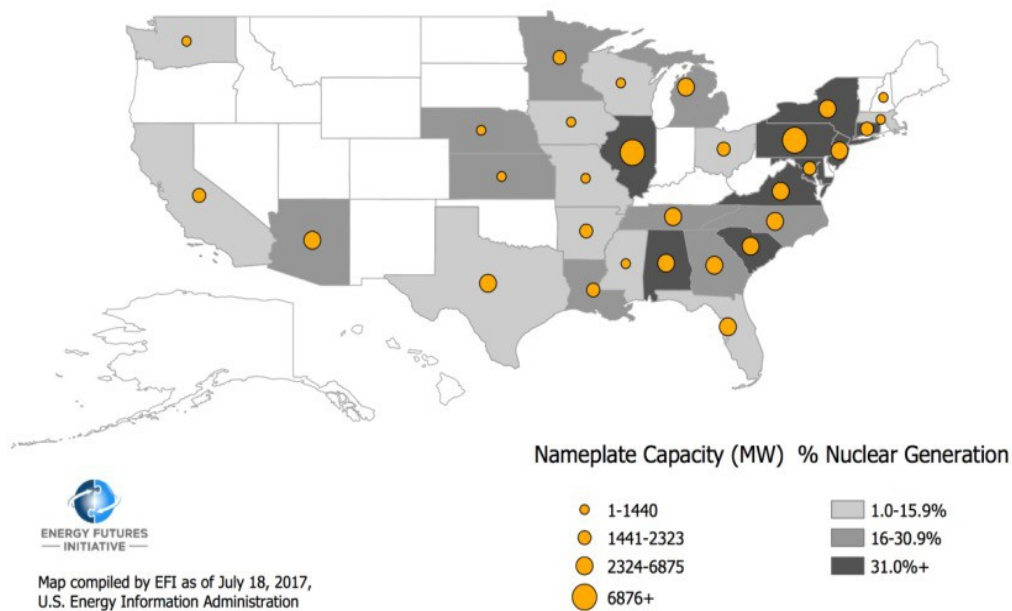 Nameplate Capacity (MW) % Nuclear Generation
1-1440 1.0-15.9%
1441-2323 16-30.9%
2324-6875 31.0%+
6876+
ENERGY FUTURES
INITIATIVE
Map compiled by EFI as of July 18, 2017,
U.S. Energy Information Administration